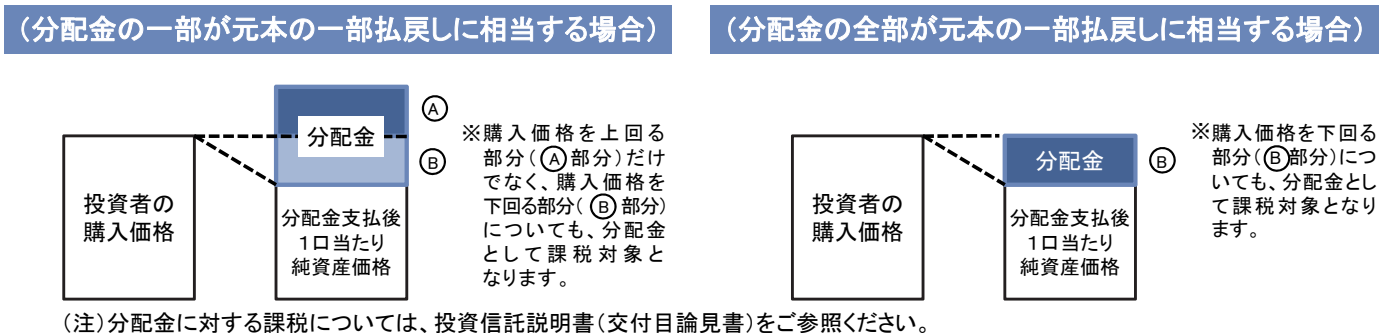 （分配金の一部が元本の一部払戻しに相当する場合）
分配金
Ⓐ
Ⓑ
投資者の
購入価格
分配金支払後
1口当たり
純資産価格
※購入価格を上回る
部分（Ⓐ部分）だけ
でなく、購入価格を
下回る部分（Ⓑ部分）
についても、分配金
として課税対象と
なります。
（分配金の全部が元本の一部払戻しに相当する場合）
投資者の
購入価格
分配金
Ⓑ
分配金支払後
1口当たり
純資産価格
※購入価格を下回る
部分（Ⓑ部分）につ
いても、分配金とし
て課税対象となり
ます。
（注）分配金に対する課税については、投資信託説明書（交付目論見書）をご参照ください。